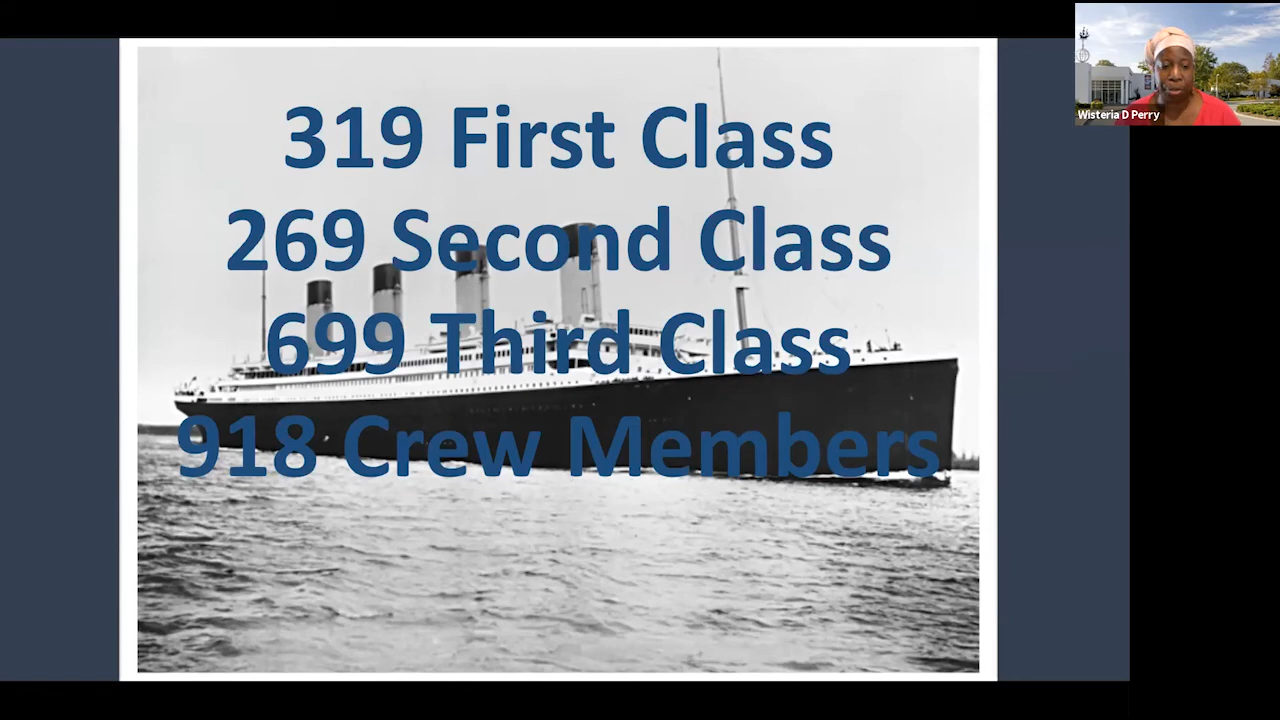 319 First Class
269 Second Class
699 Third Class
918 Crew Members
Wisteria D Perry